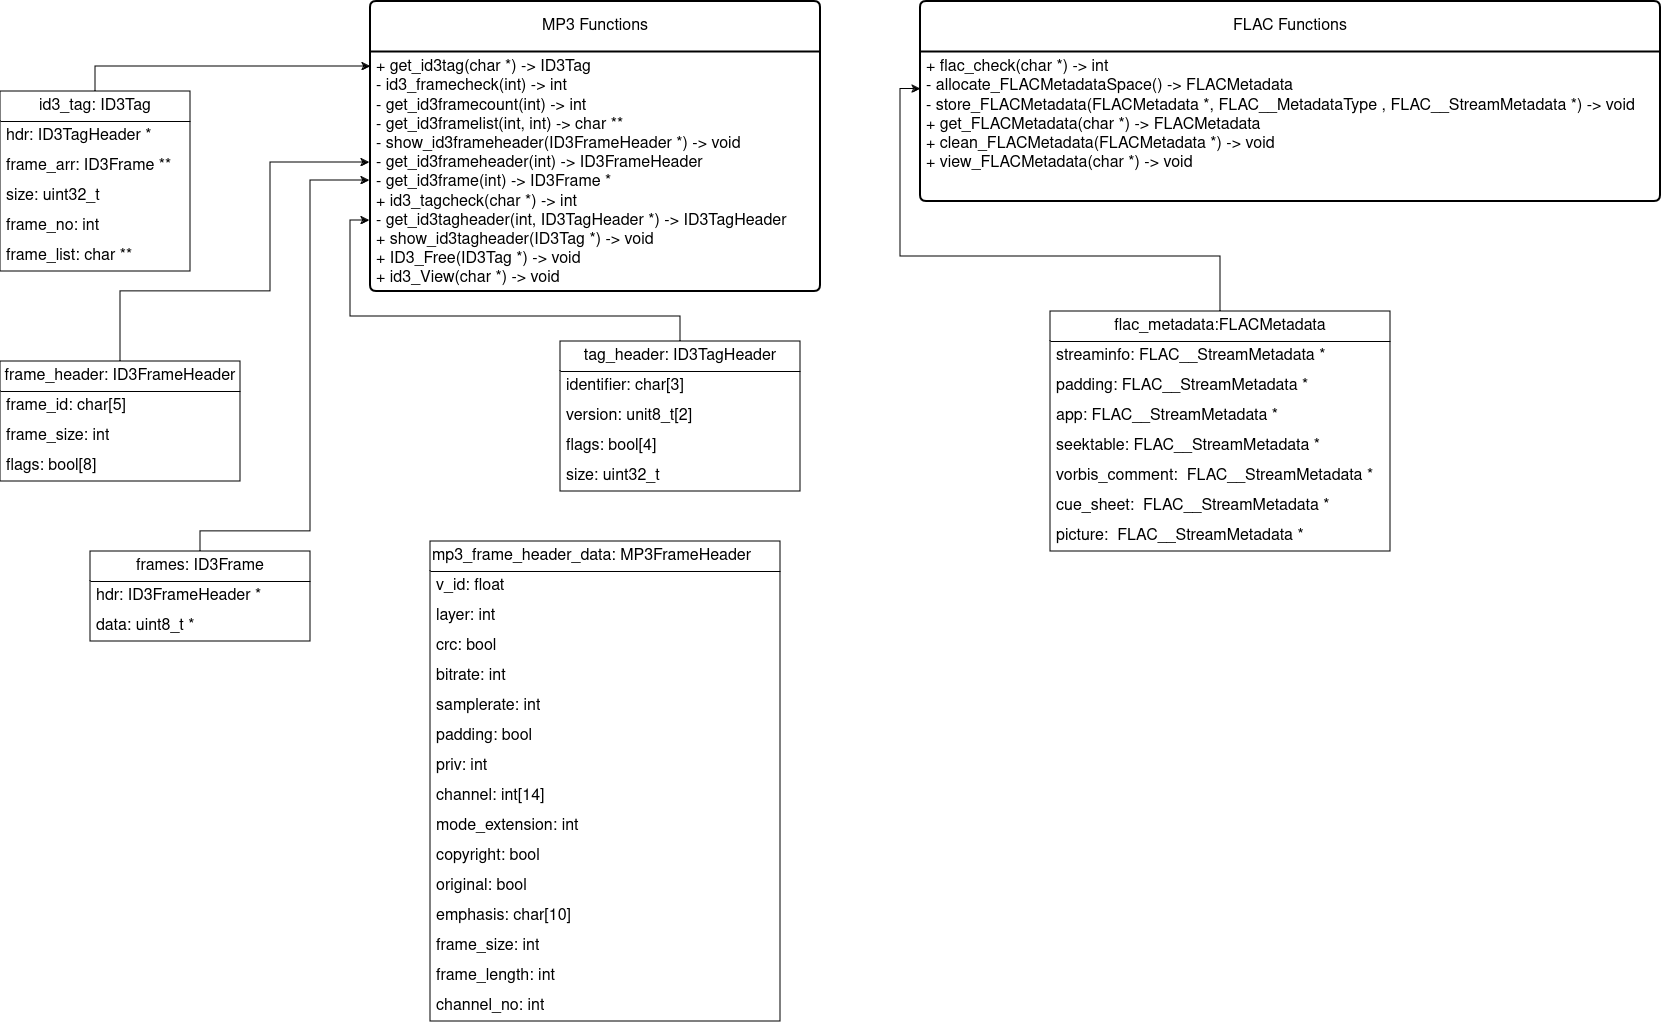 MP3 Functions
+ get_id3tag(char *) -> ID3Tag
- id3_framecheck(int) -> int
- get_id3framecount(int) -> int
- get_id3framelist(int, int) -> char **
- show_id3frameheader(ID3FrameHeader *) -> void
- get_id3frameheader(int) -> ID3FrameHeader
- get_id3frame(int) -> ID3Frame *
+ id3_tagcheck(char *) -> int
- get_id3tagheader(int, ID3TagHeader *) -> ID3TagHeader
+ show_id3tagheader(ID3Tag *) -> void
+ ID3_Free(ID3Tag *) -> void
+ id3_View(char *) -> void
FLAC Functions
+ flac_check(char *) -> int
- allocate_FLACMetadataSpace() -> FLACMetadata
- store_FLACMetadata(FLACMetadata *, FLAC__MetadataType , FLAC__StreamMetadata *) -> void
+ get_FLACMetadata(char *) -> FLACMetadata
+ clean_FLACMetadata(FLACMetadata *) -> void
+ view_FLACMetadata(char *) -> void
id3_tag: ID3Tag
hdr: ID3TagHeader *
frame_arr: ID3Frame **
size: uint32_t
frame_no: int
frame_list: char **
frame_header: ID3FrameHeader
frame_id: char[5]
frame_size: int
flags: bool[8]
tag_header: ID3TagHeader
identifier: char[3]
version: unit8_t[2]
flags: bool[4]
size: uint32_t
flac_metadata:FLACMetadata
streaminfo: FLAC__StreamMetadata *
padding: FLAC__StreamMetadata *
app: FLAC__StreamMetadata *
seektable: FLAC__StreamMetadata *
vorbis_comment:  FLAC__StreamMetadata *
cue_sheet:  FLAC__StreamMetadata *
picture:  FLAC__StreamMetadata *
frames: ID3Frame
hdr: ID3FrameHeader *
data: uint8_t *
mp3_frame_header_data: MP3FrameHeader
v_id: float
layer: int
crc: bool
bitrate: int
samplerate: int
padding: bool
priv: int
channel: int[14]
mode_extension: int
copyright: bool
original: bool
emphasis: char[10]
frame_size: int
frame_length: int
channel_no: int